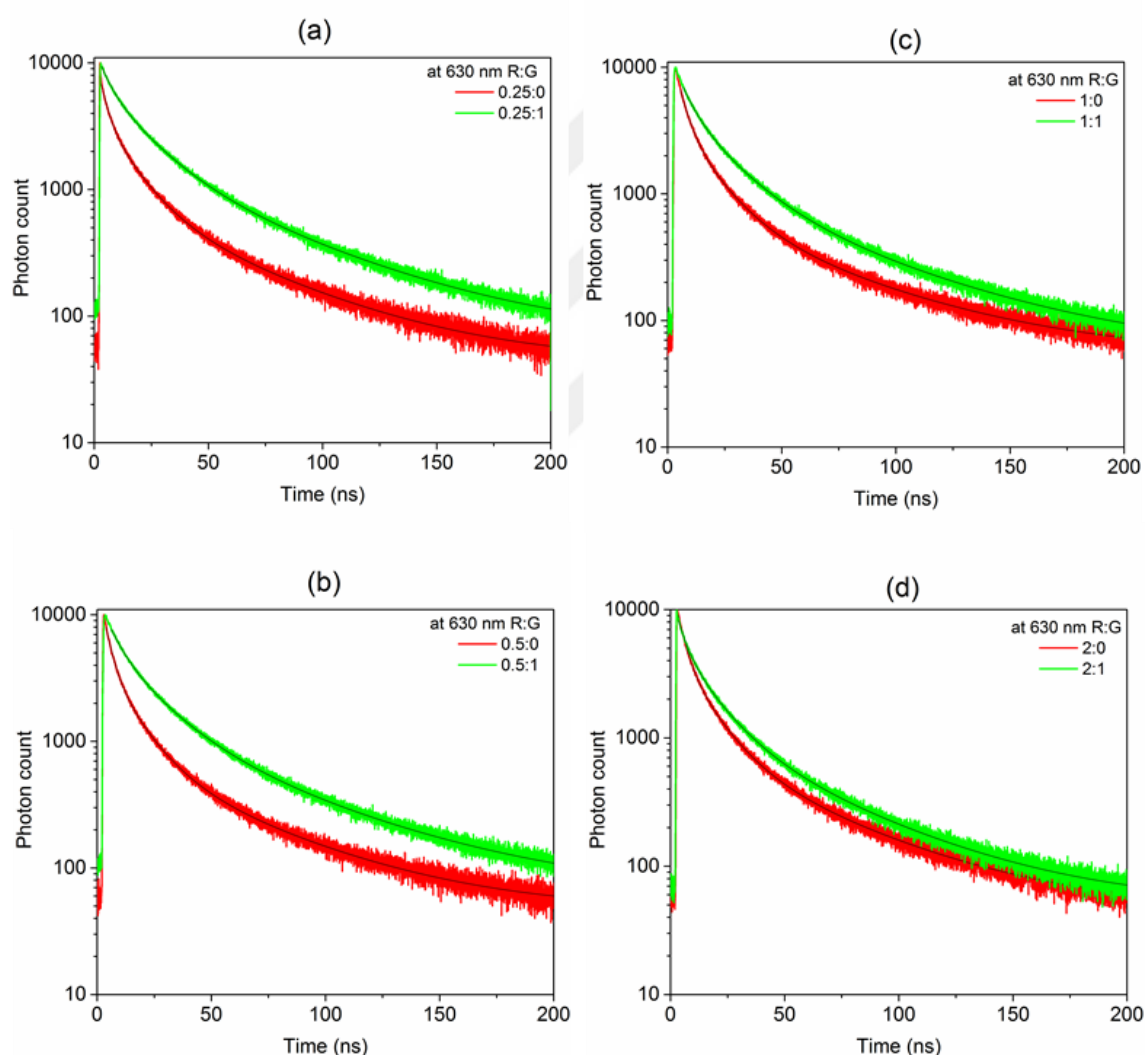 (a)
at 630 nm R:G
0.25:0
0.25:1
10000
1000
100
10
Photon count
0 50 100 150 200
Time (ns)
(c)
at 630 nm R:G
1:0
1:1
10000
1000
100
10
Photon count
0 50 100 150 200
Time (ns)
(b)
at 630 nm R:G
0.5:0
0.5:1
10000
1000
100
10
Photon count
0 50 100 150 200
Time (ns)
(d)
at 630 nm R:G
2:0
2:1
10000
1000
100
10
Photon count
0 50 100 150 200
Time (ns)